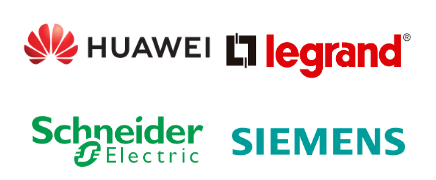 HUAWEI
legrand®
Schneider
Electric
SIEMENS